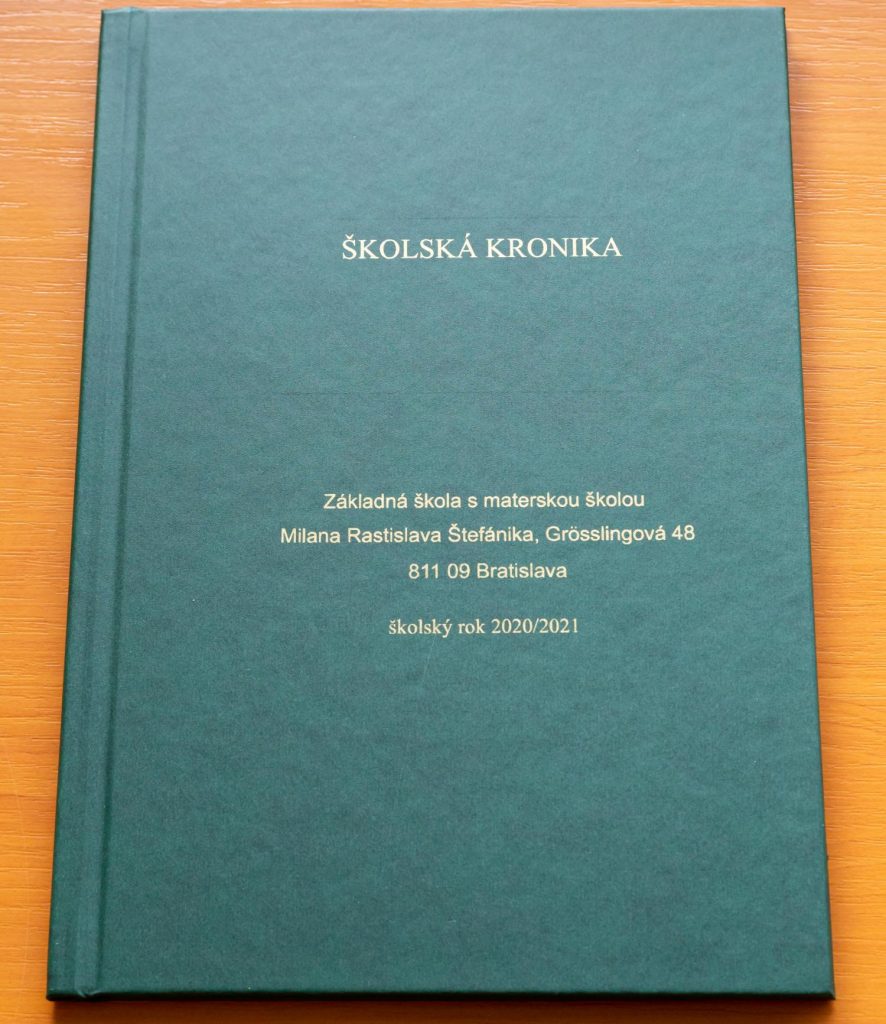 ŠKOLSKÁ KRONIKA
Základná škola s materskou školou
Milana Rastislava Štefánika, Grösslingová 48
811 09 Bratislava
školský rok 2020/2021